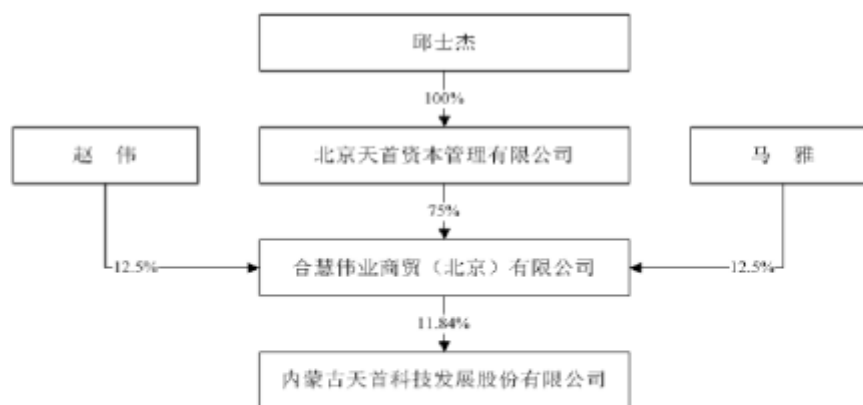 邱士杰
100%
赵 伟
北京天首资本管理有限公司
马 雅
75%
12.5%
合慧伟业商贸（北京）有限公司
12.5%
11.84%
内蒙古天首科技发展股份有限公司